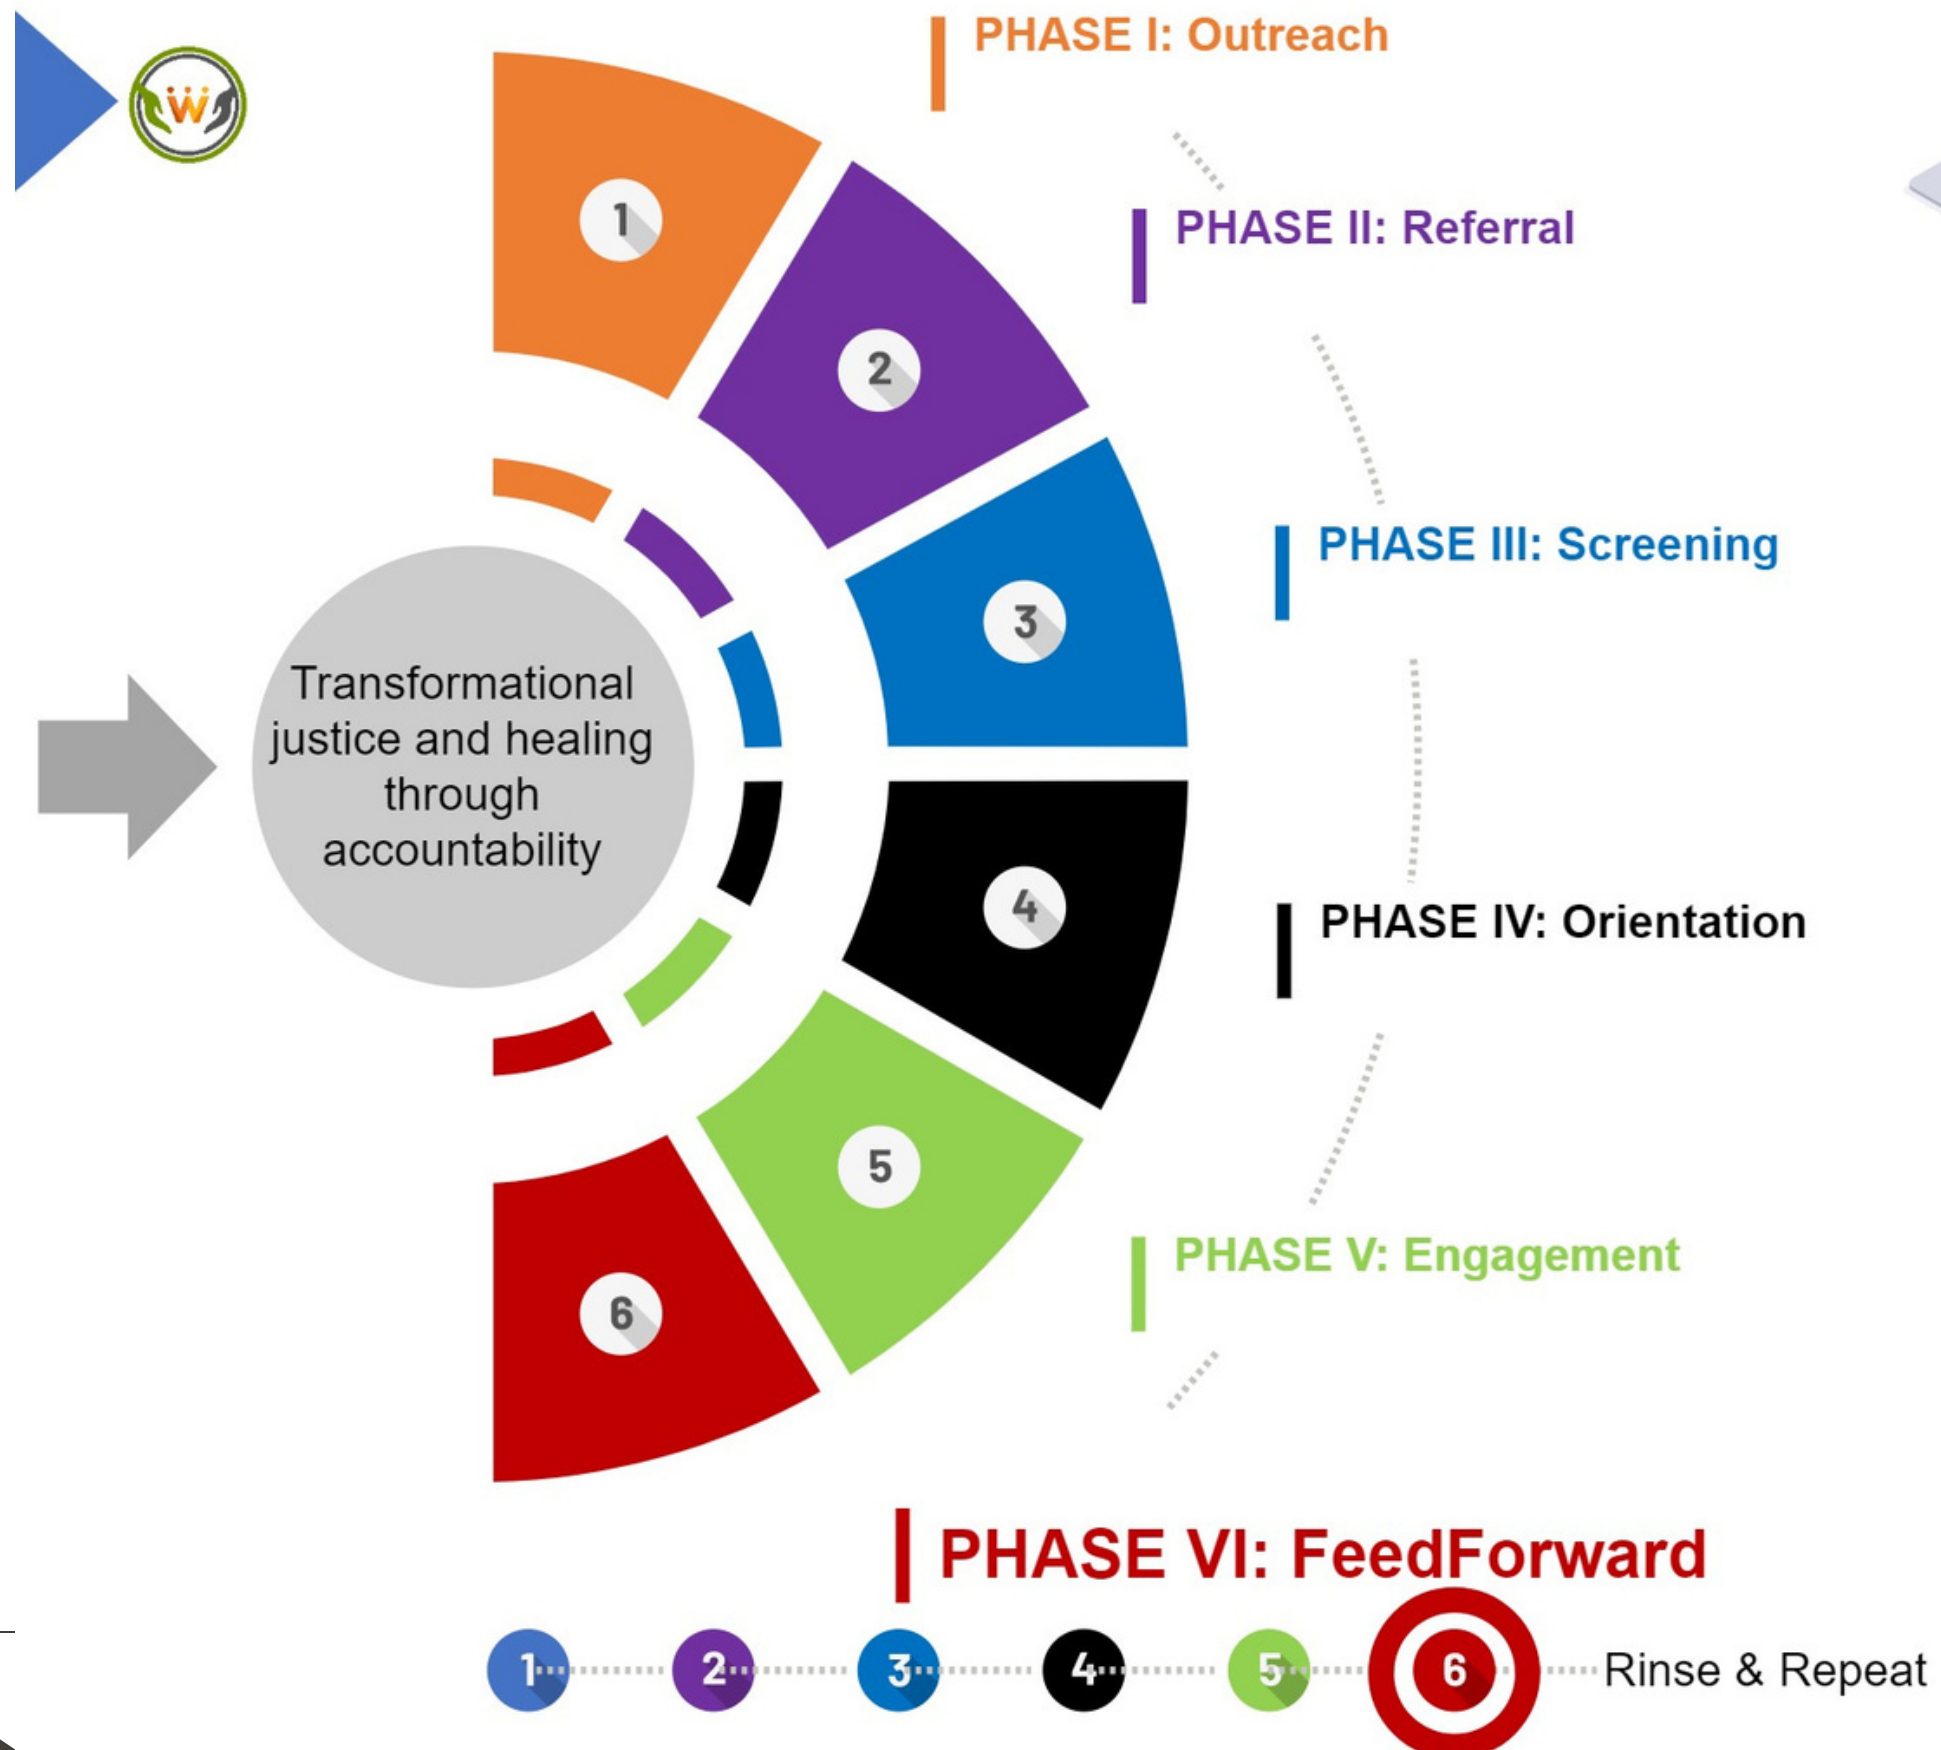 W
PHASE I: Outreach
1
PHASE II: Referral
2
PHASE III: Screening
3
Transformational
justice and healing
through
accountability
4
PHASE IV: Orientation
5
PHASE V: Engagement
6
PHASE VI: FeedForward
1 2 3 4 5 6 Rinse & Repeat